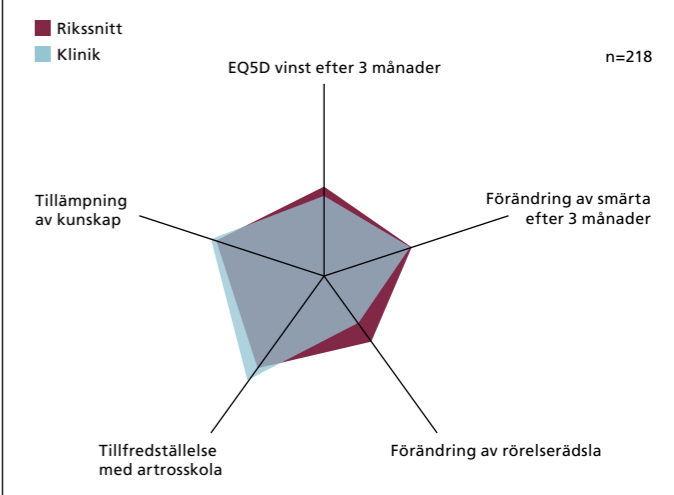 Rikssnitt
Klinik
n=218
EQ5D vinst efter 3 månader
Tillämpning
av kunskap
Förändring av smärta
efter 3 månader
Tillfredställelse
med artrosskola
Förändring av rörelserädsla